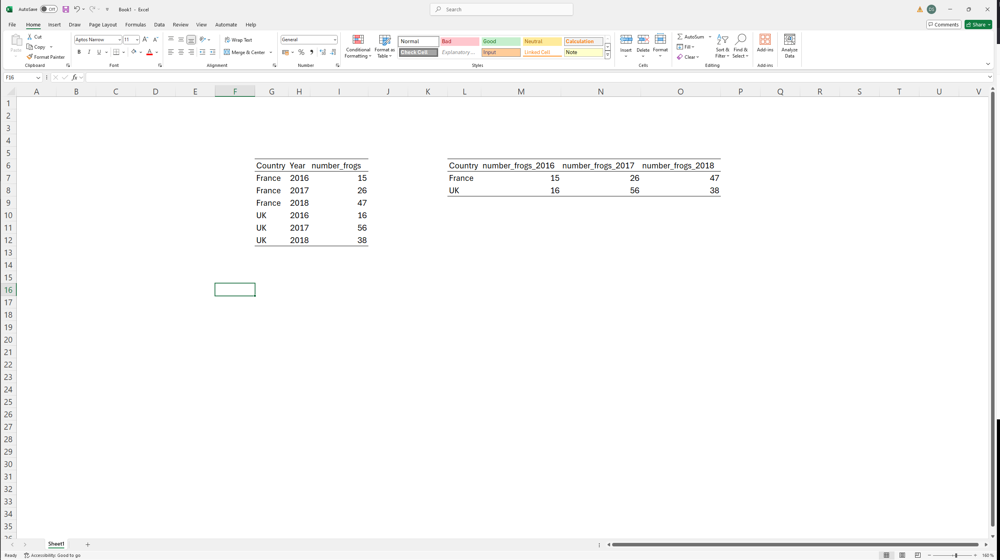 AutoSave Off Book1 - Excel Search DS
File Home Insert Draw Page Layout Formulas Data Review View Automate Help Comments Share
Paste Cut Copy Format Painter Clipboard
Aptos Narrow 11 B I U A Font
Wrap Text Merge & Center Alignment
General % Number
Conditional Formatting Format as Table
Normal Bad Good Neutral Calculation
Check Cell Explanatory... Input Linked Cell Note
Styles
Insert Delete Format Cells
AutoSum Fill Clear Sort & Filter Find & Select Editing
Add-ins Add-ins
Analyze Data
F16 fx
A B C D E F G H I J K L M N O P Q R S T U V
1
2
3
4
5
6 Country Year number_frogs Country number_frogs_2016 number_frogs_2017 number_frogs_2018
7 France 2016 15 France 15 26 47
8 France 2017 26 UK 16 56 38
9 France 2018 47
10 UK 2016 16
11 UK 2017 56
12 UK 2018 38
13
14
15
16
17
18
19
20
21
22
23
24
25
26
27
28
29
30
31
32
33
34
35
Sheet1
Ready Accessibility: Good to go 160 %